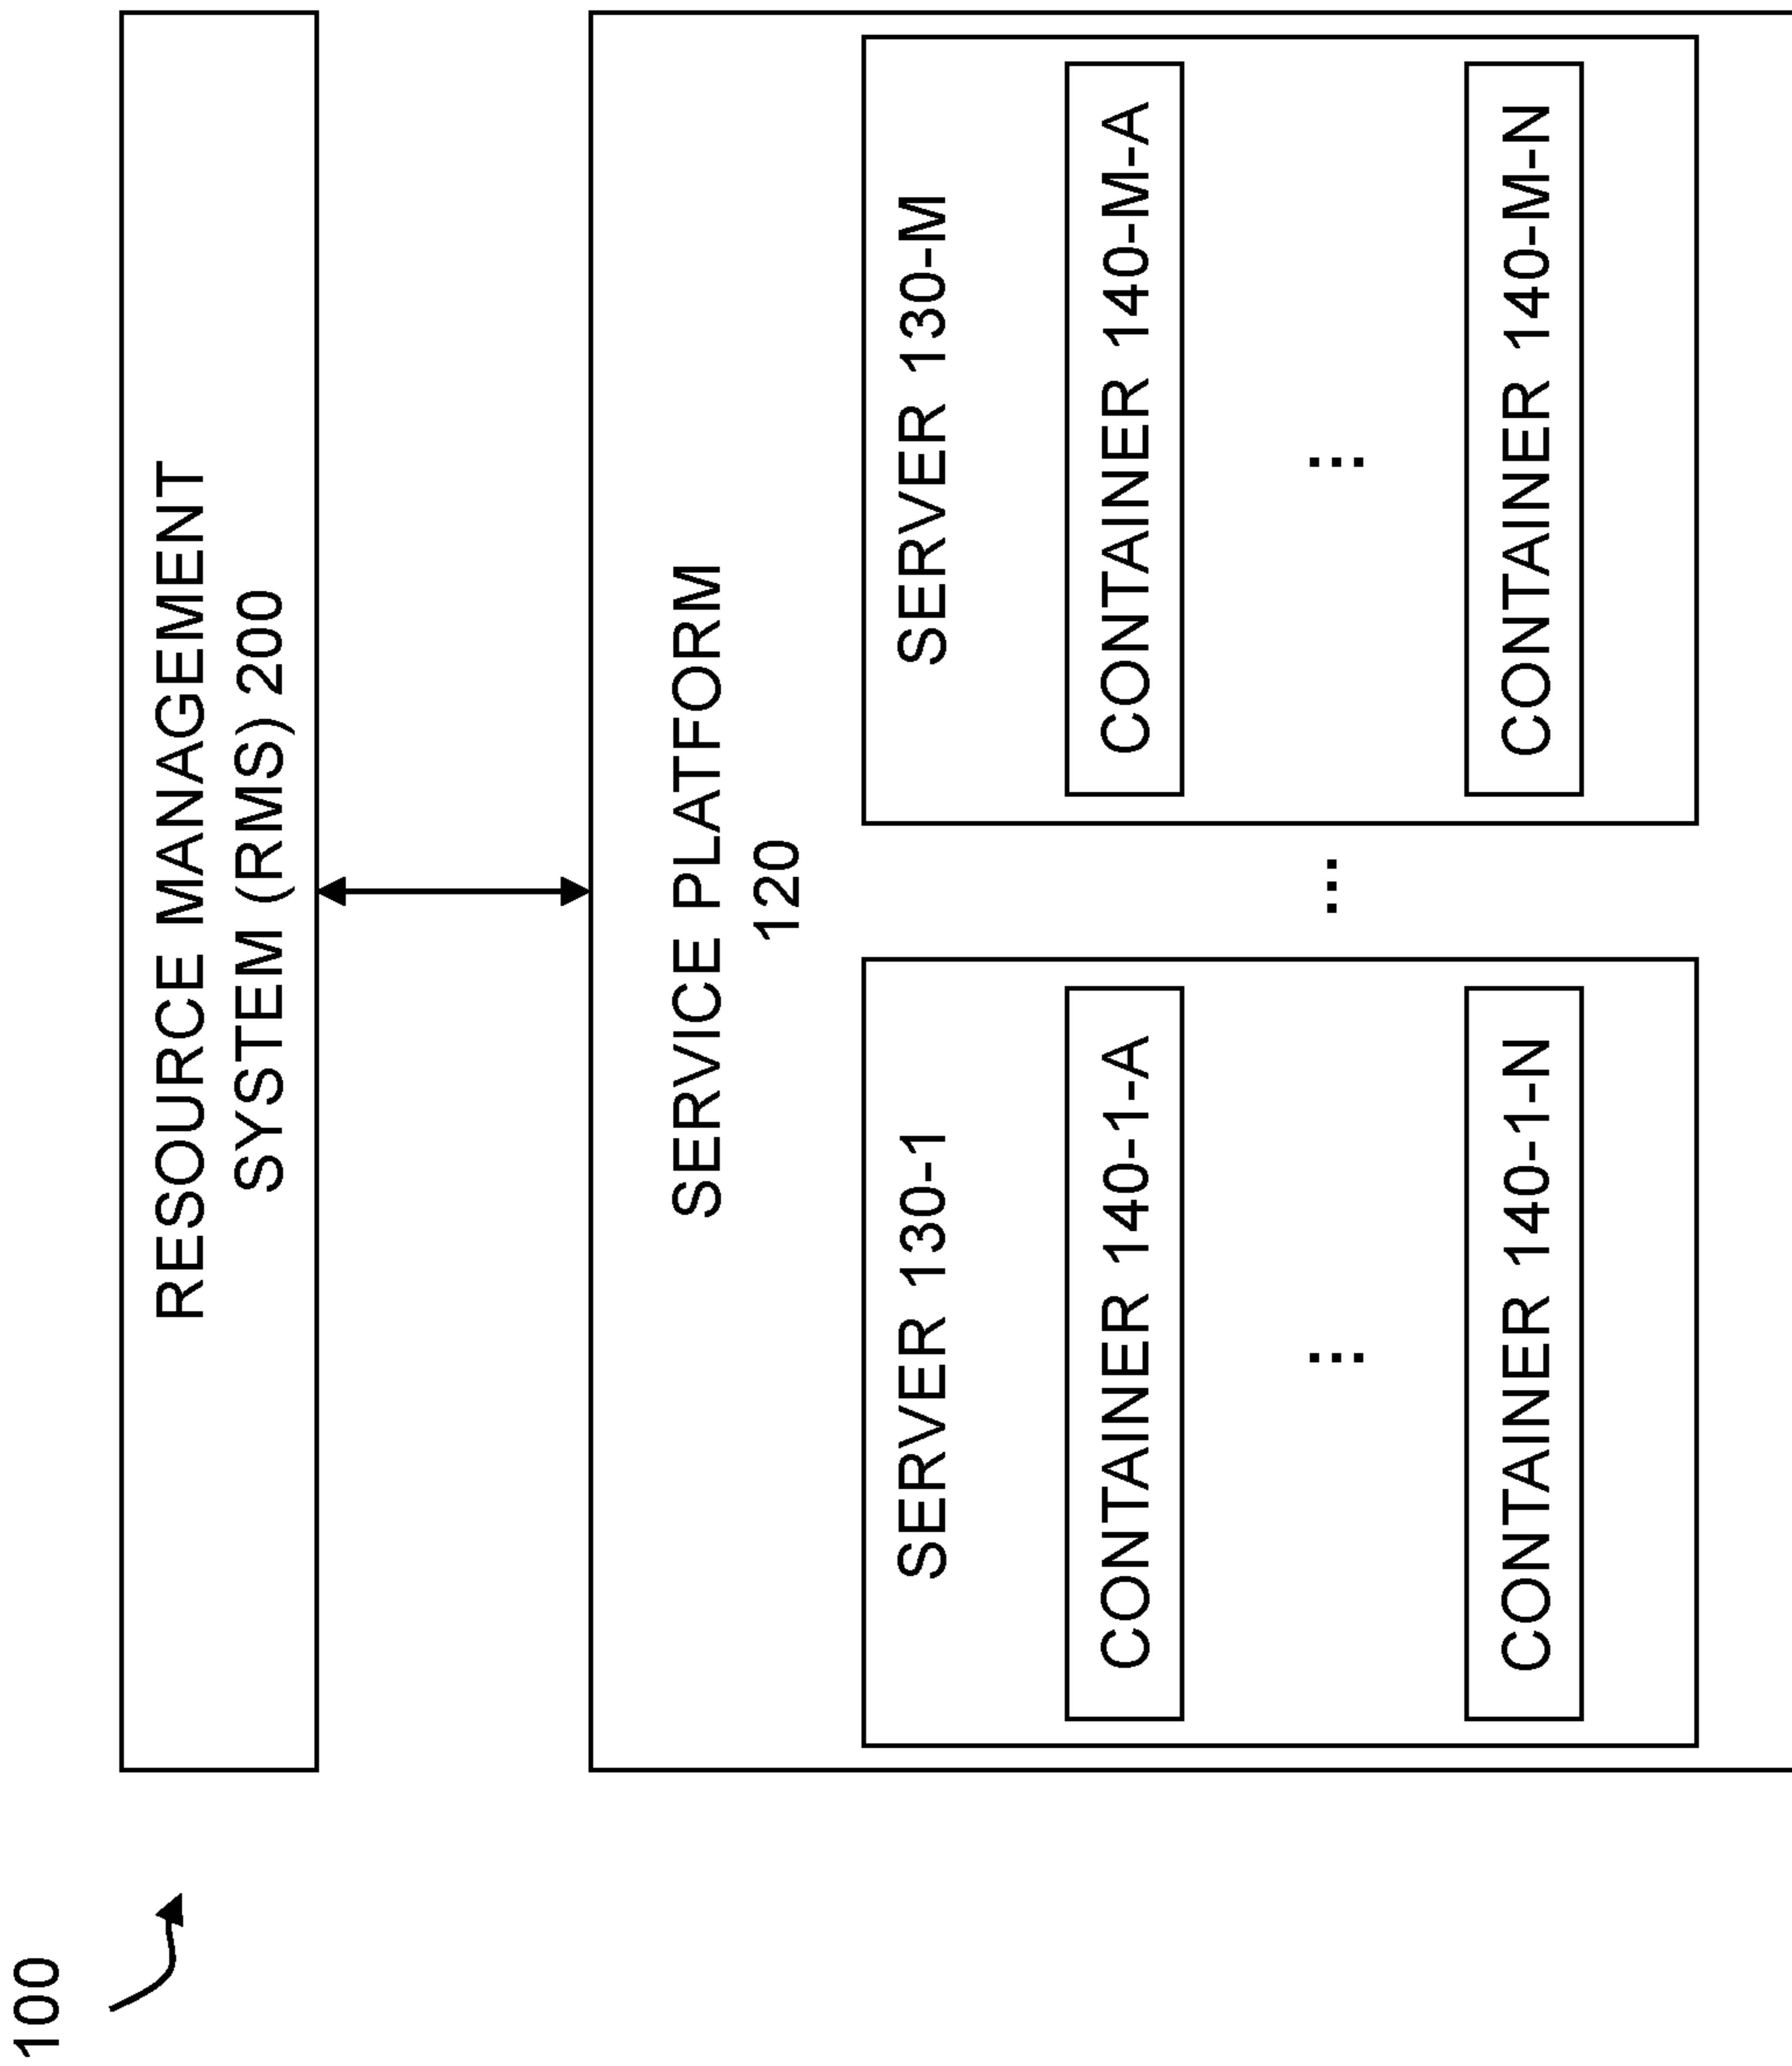 100
RESOURCE MANAGEMENT
SYSTEM (RMS) 200
SERVICE PLATFORM
120
SERVER 130-1
CONTAINER 140-1-A
⋮
CONTAINER 140-1-N
...
SERVER 130-M
CONTAINER 140-M-A
⋮
CONTAINER 140-M-N